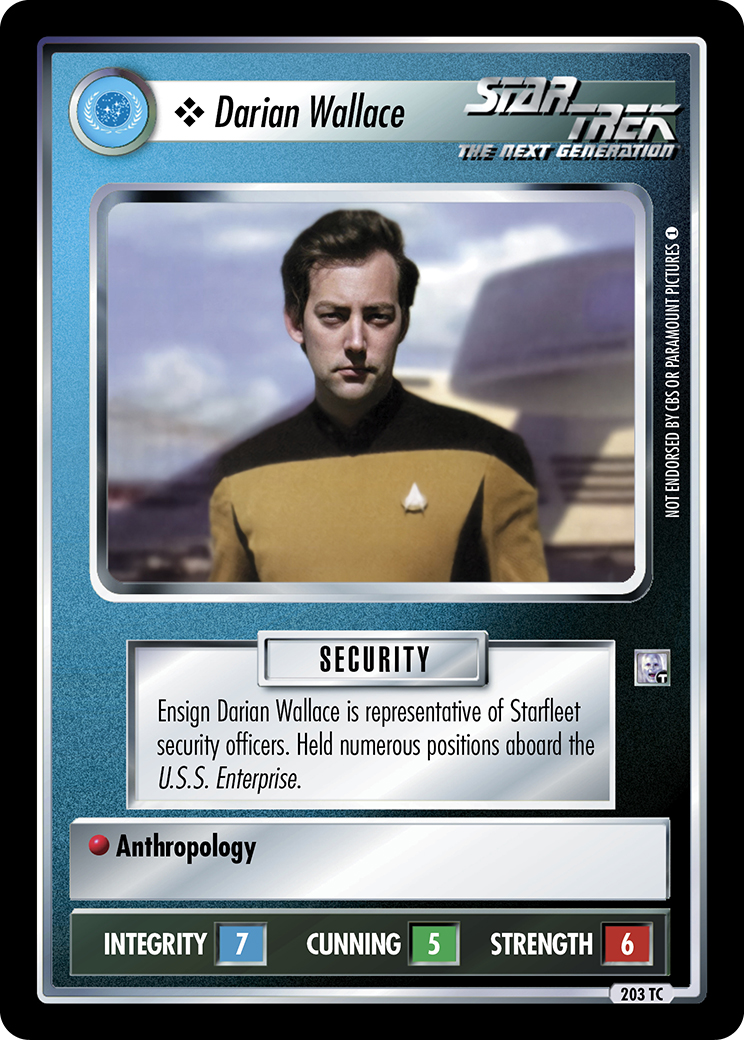 Darian Wallace
STAR TREK
THE NEXT GENERATION
NOT ENDORSED BY CBS OR PARAMOUNT PICTURES
SECURITY
Ensign Darian Wallace is representative of Starfleet
security officers. Held numerous positions aboard the
U.S.S. Enterprise.
Anthropology
INTEGRITY 7 CUNNING 5 STRENGTH 6
203 TC